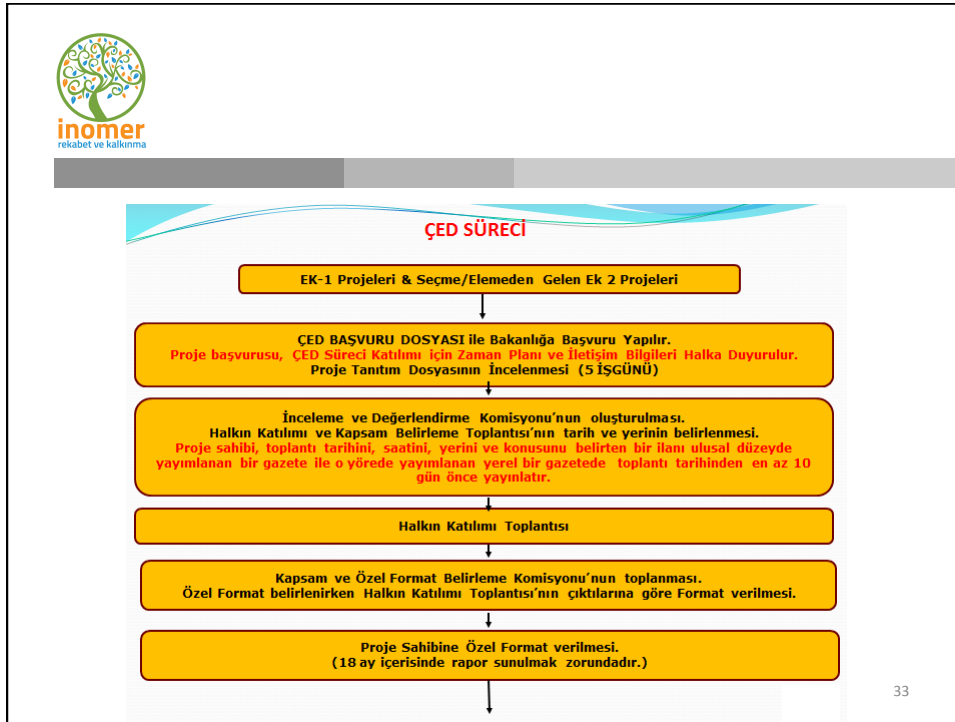 inomer
rekabet ve kalkınma
ÇED SÜRECİ
EK-1 Projeleri & Seçme/Elemeden Gelen Ek 2 Projeleri
ÇED BAŞVURU DOSYASI ile Bakanlığa Başvuru Yapılır.
Proje başvurusu, ÇED Süreci Katılımı için Zaman Planı ve İletişim Bilgileri Halka Duyurulur.
Proje Tanıtım Dosyasının İncelenmesi (5 İŞGÜNÜ)
İnceleme ve Değerlendirme Komisyonu’nun oluşturulması.
Halkın Katılımı ve Kapsam Belirleme Toplantısı’nın tarih ve yerinin belirlenmesi.
Proje sahibi, toplantı tarihini, saatini, yerini ve konusunu belirten bir ilanı ulusal düzeyde
yayımlanan bir gazete ile o yörede yayımlanan yerel bir gazetede toplantı tarihinden en az 10
gün önce yayınlatır.
Halkın Katılımı Toplantısı
Kapsam ve Özel Format Belirleme Komisyonu’nun toplanması.
Özel Format belirlenirken Halkın Katılımı Toplantısı’nın çıktılarına göre Format verilmesi.
Proje Sahibine Özel Format verilmesi.
(18 ay içerisinde rapor sunulmak zorundadır.)
33